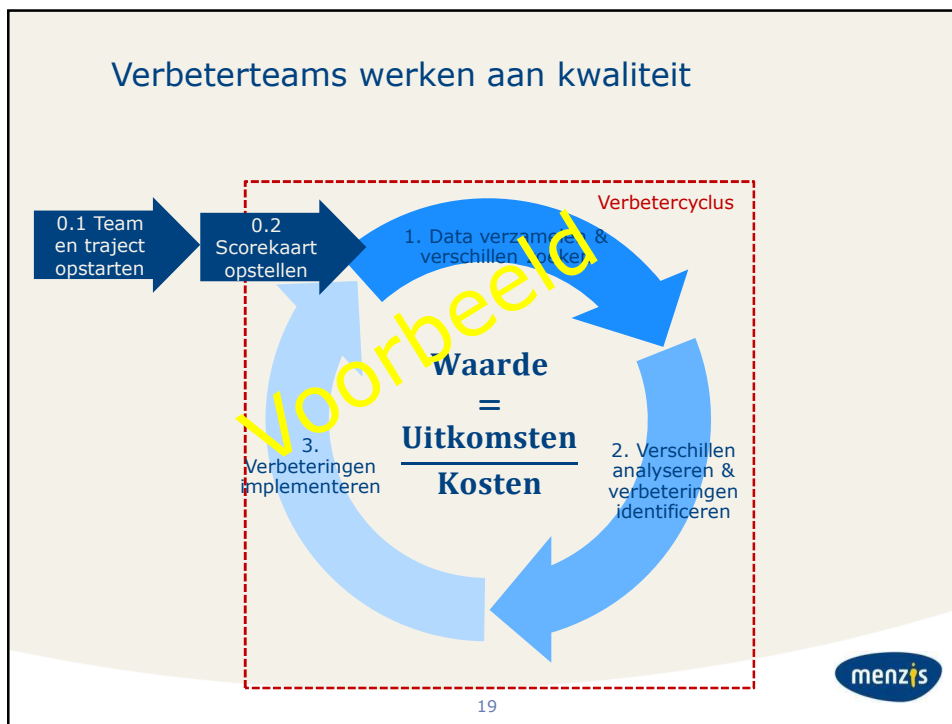 Verbeterteams werken aan kwaliteit
Verbetercyclus
0.1 Team
en traject
opstarten
0.2
Scorekaart
opstellen
1. Data verzamelen &
verschillen zoeken
Voorbeeld
Waarde
=
Uitkomsten
Kosten
2. Verschillen
analyseren &
verbeteringen
identificeren
3.
Verbeteringen
implementeren
menzis
19